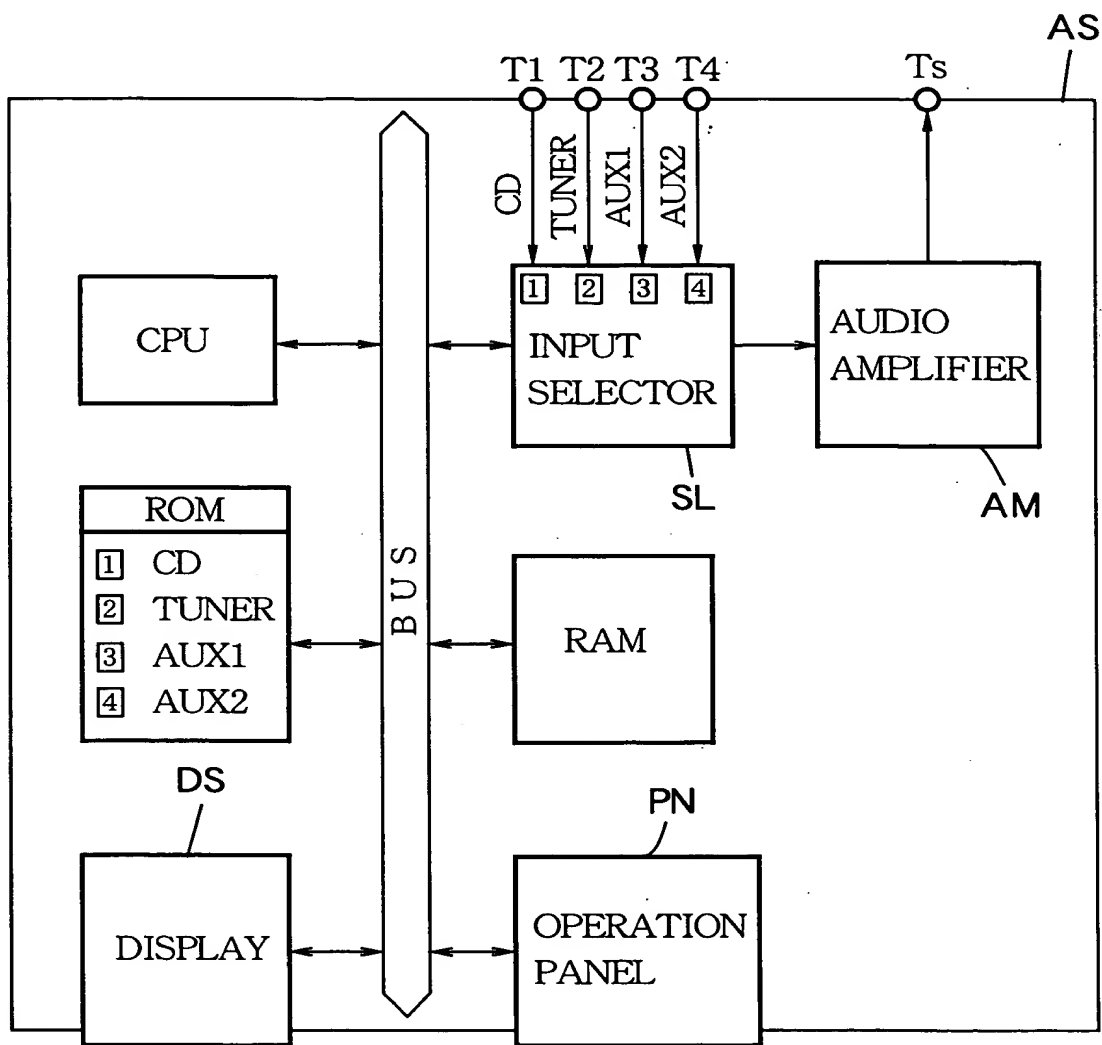 AS
T1 T2 T3 T4 Ts
CD
TUNER
AUX1
AUX2
CPU
1 2 3 4
INPUT
SELECTOR
AUDIO
AMPLIFIER
SL
AM
ROM
1 CD
2 TUNER
3 AUX1
4 AUX2
BUS
RAM
DS
PN
DISPLAY
OPERATION
PANEL